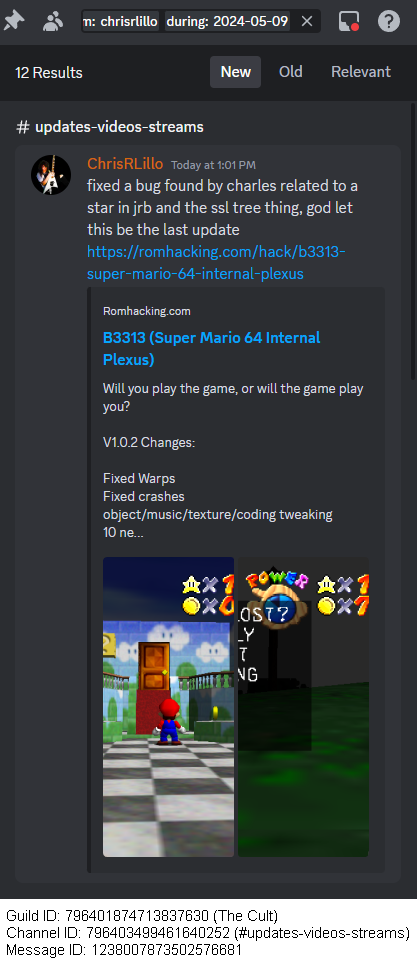 m: chrisrlillo during: 2024-05-09
12 Results
New Old Relevant
# updates-videos-streams
ChrisRLillo Today at 1:01 PM
fixed a bug found by charles related to a
star in jrb and the ssl tree thing, god let
this be the last update
https://romhacking.com/hack/b3313-
super-mario-64-internal-plexus
Romhacking.com
B3313 (Super Mario 64 Internal
Plexus)
Will you play the game, or will the game play
you?
V1.0.2 Changes:
Fixed Warps
Fixed crashes
object/music/texture/coding tweaking
10 ne...
POWER
LOST?
LY
T
NG
Guild ID: 796401874713837630 (The Cult)
Channel ID: 796403499461640252 (#updates-videos-streams)
Message ID: 1238007873502576681